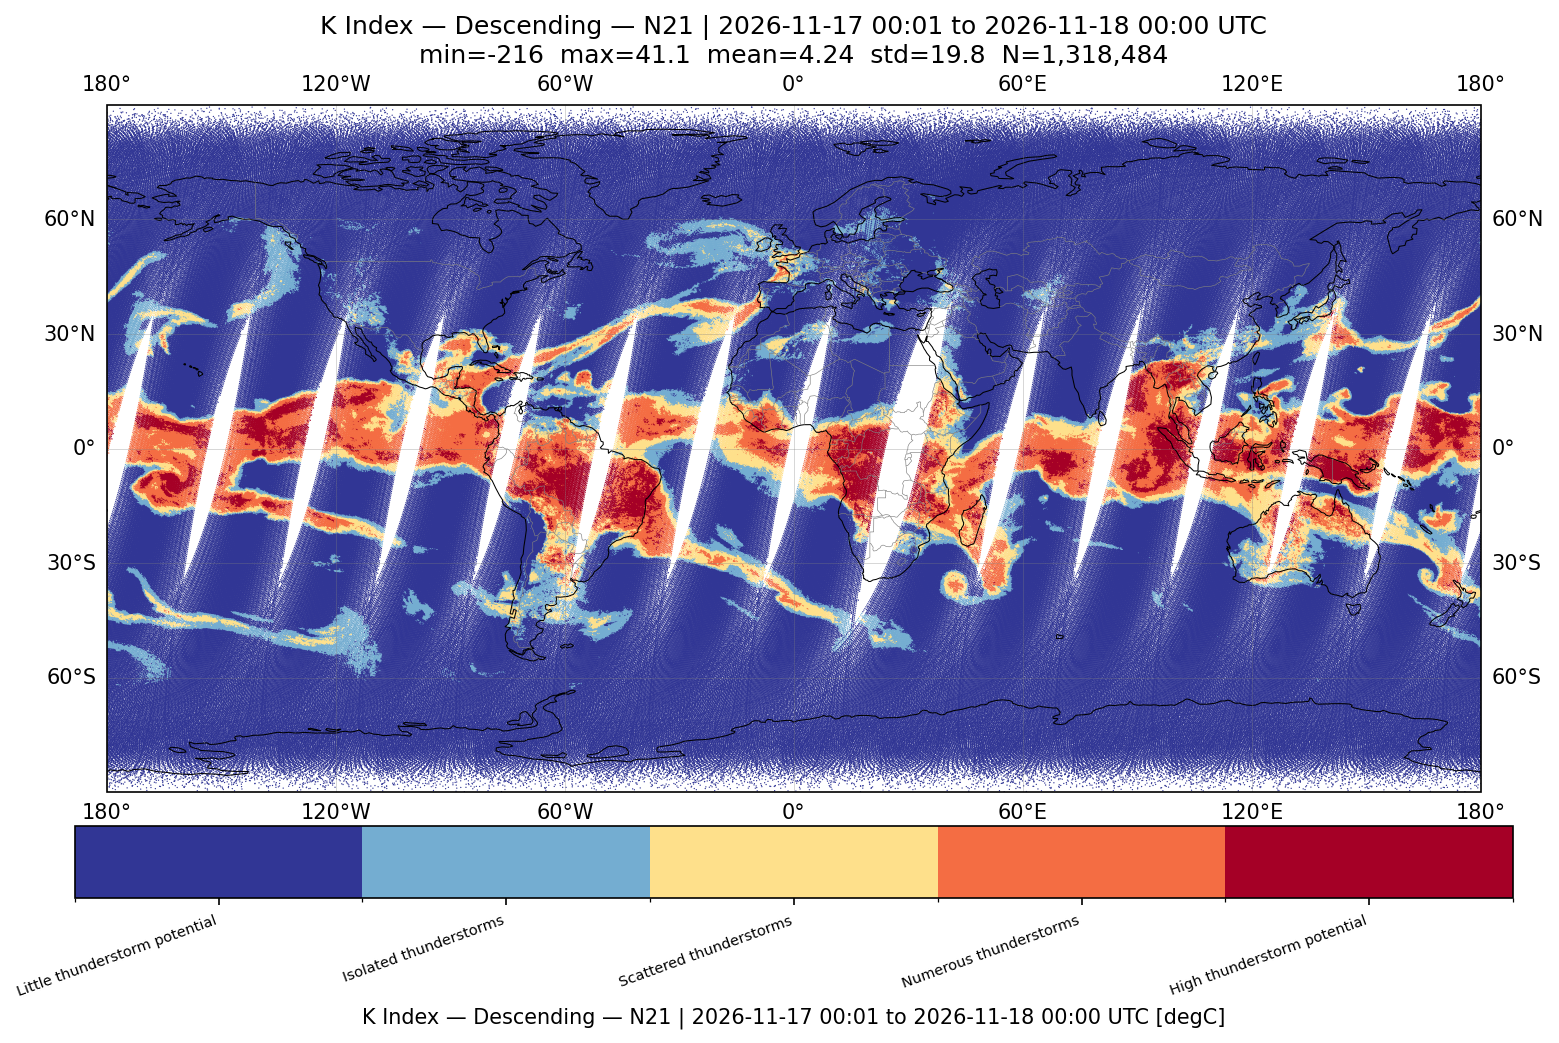 K Index — Descending — N21 | 2026-11-17 00:01 to 2026-11-18 00:00 UTC
min=-216 max=41.1 mean=4.24 std=19.8 N=1,318,484
180° 120°W 60°W 0° 60°E 120°E 180°
60°N 60°N
30°N 30°N
0° 0°
30°S 30°S
60°S 60°S
180° 120°W 60°W 0° 60°E 120°E 180°
Little thunderstorm potential
Isolated thunderstorms
Scattered thunderstorms
Numerous thunderstorms
High thunderstorm potential
K Index — Descending — N21 | 2026-11-17 00:01 to 2026-11-18 00:00 UTC [degC]